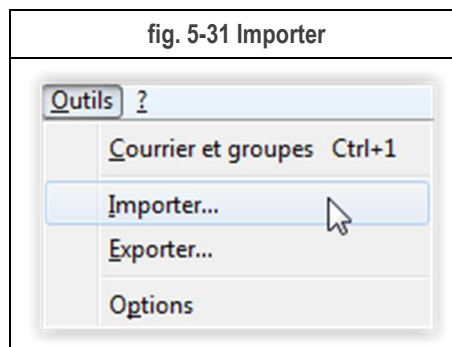 fig. 5-31 Importer
Outils ?
Courrier et groupes Ctrl+1
Importer...
Exporter...
Options